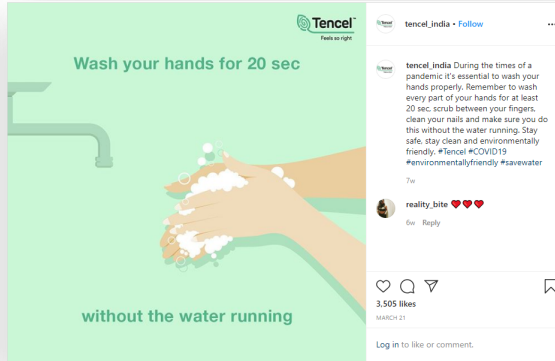 Tencel™
Feels so right
Wash your hands for 20 sec
without the water running
tencel_india • Follow
tencel_india During the times of a
pandemic it's essential to wash your
hands properly. Remember to wash
every part of your hands for at least
20 sec, scrub between your fingers,
clean your nails and make sure you do
this without the water running. Stay
safe, stay clean and environmentally
friendly. #Tencel #COVID19
#environmentallyfriendly #savewater
7w
reality_bite ❤❤❤
6w Reply
3,505 likes
MARCH 21
Log in to like or comment.